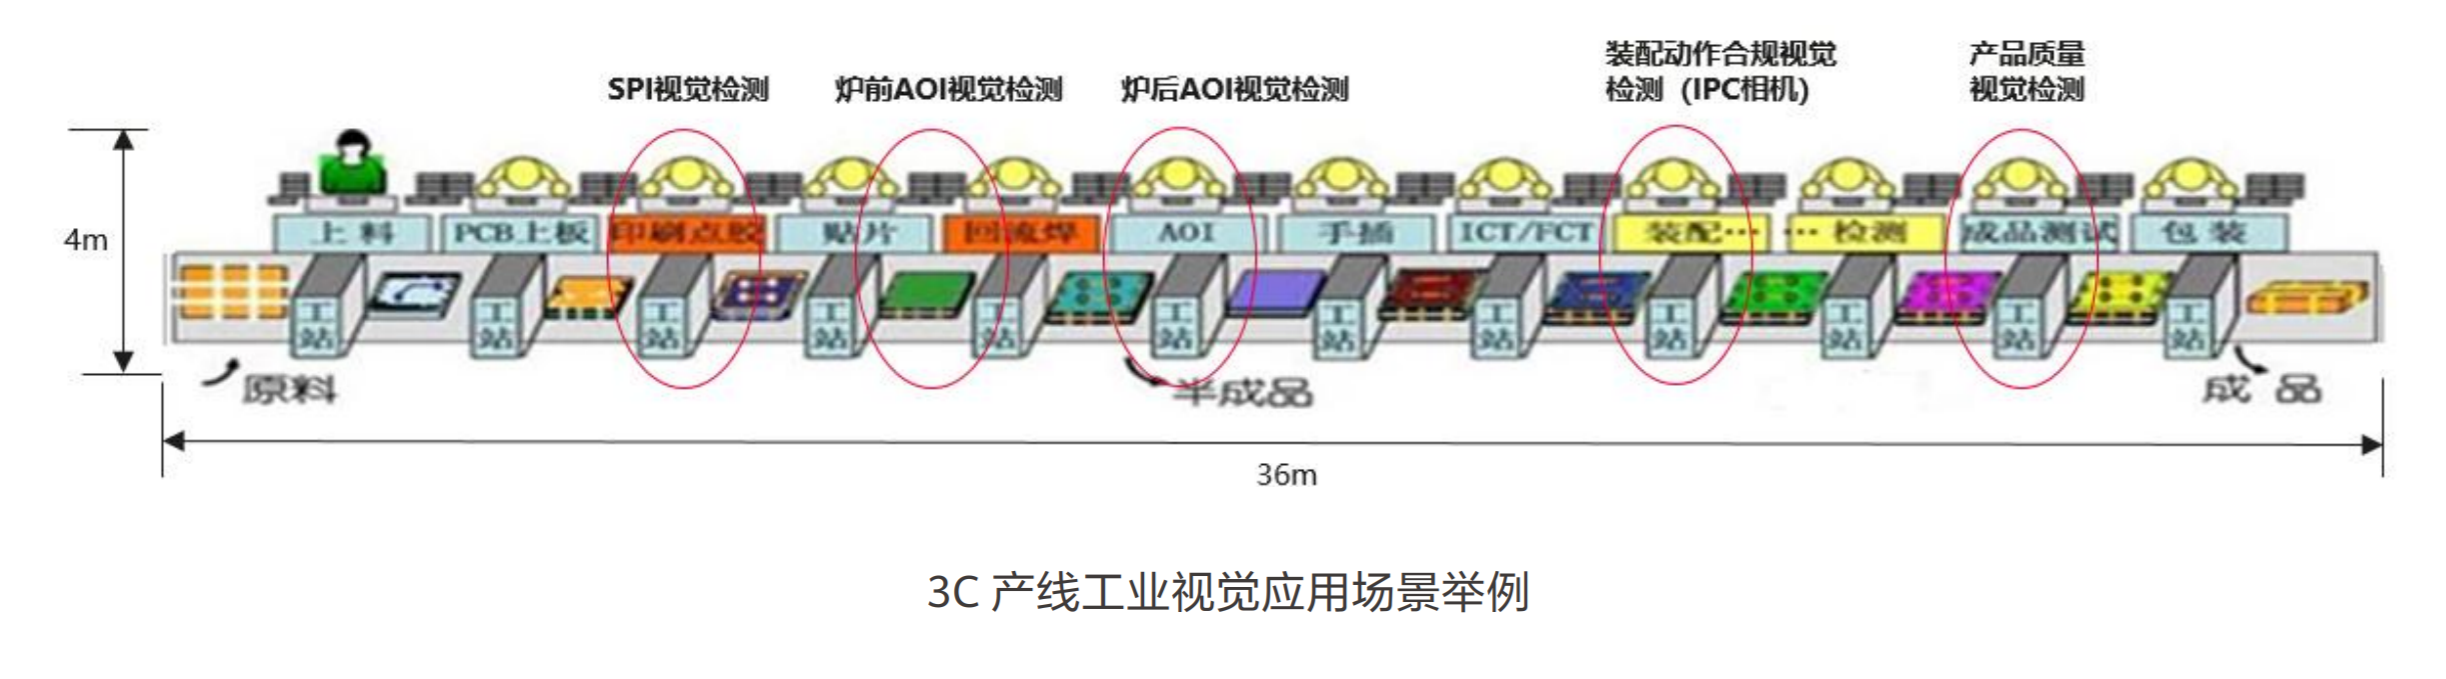 SPI视觉检测
炉前AOI视觉检测
炉后AOI视觉检测
装配动作合规视觉
检测（IPC相机）
产品质量
视觉检测
4m
上料
PCB上板
印刷点胶
贴片
回流焊
AOI
手插
ICT/FCT
装配…
…检测
成品测试
包装
工
站
工
站
工
站
工
站
工
站
工
站
工
站
工
站
工
站
工
站
工
站
工
站
原料
半成品
成品
36m
3C 产线工业视觉应用场景举例